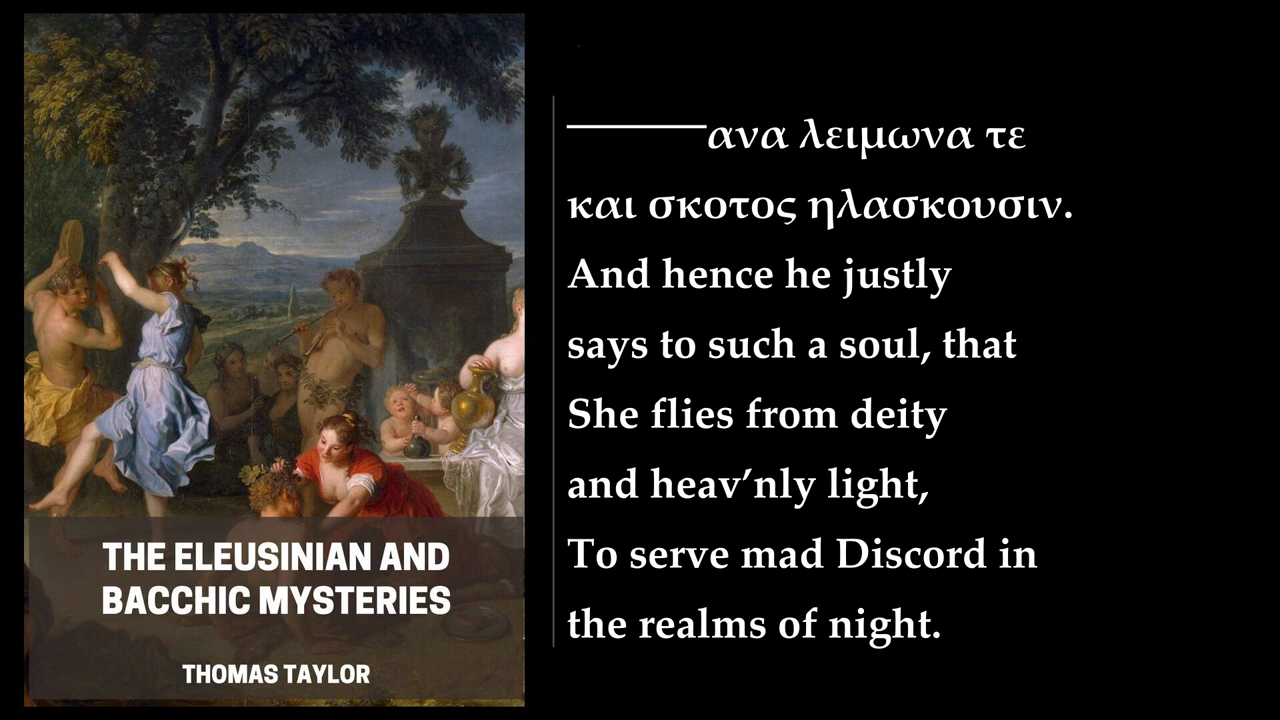 THE ELEUSINIAN AND
BACCHIC MYSTERIES
THOMAS TAYLOR
———ανα λειμωνα τε
και σκοτος ηλασκουσιν.
And hence he justly
says to such a soul, that
She flies from deity
and heav’nly light,
To serve mad Discord in
the realms of night.